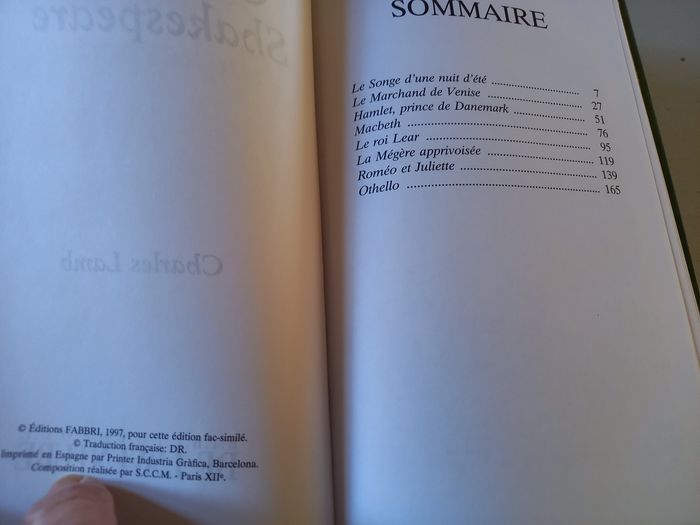 Shakespeare
Charles Lamb
© Éditions FABBRI, 1997, pour cette édition fac-similé.
© Traduction française: DR.
Imprimé en Espagne par Printer Industria Gràfica, Barcelona.
Composition réalisée par S.C.C.M. - Paris XIIe.
SOMMAIRE
Le Songe d'une nuit d'été ........................... 7
Le Marchand de Venise ........................... 27
Hamlet, prince de Danemark ..................... 51
Macbeth ........................................................ 76
Le roi Lear .................................................... 95
La Mégère apprivoisée ................................. 119
Roméo et Juliette .......................................... 139
Othello ........................................................... 165